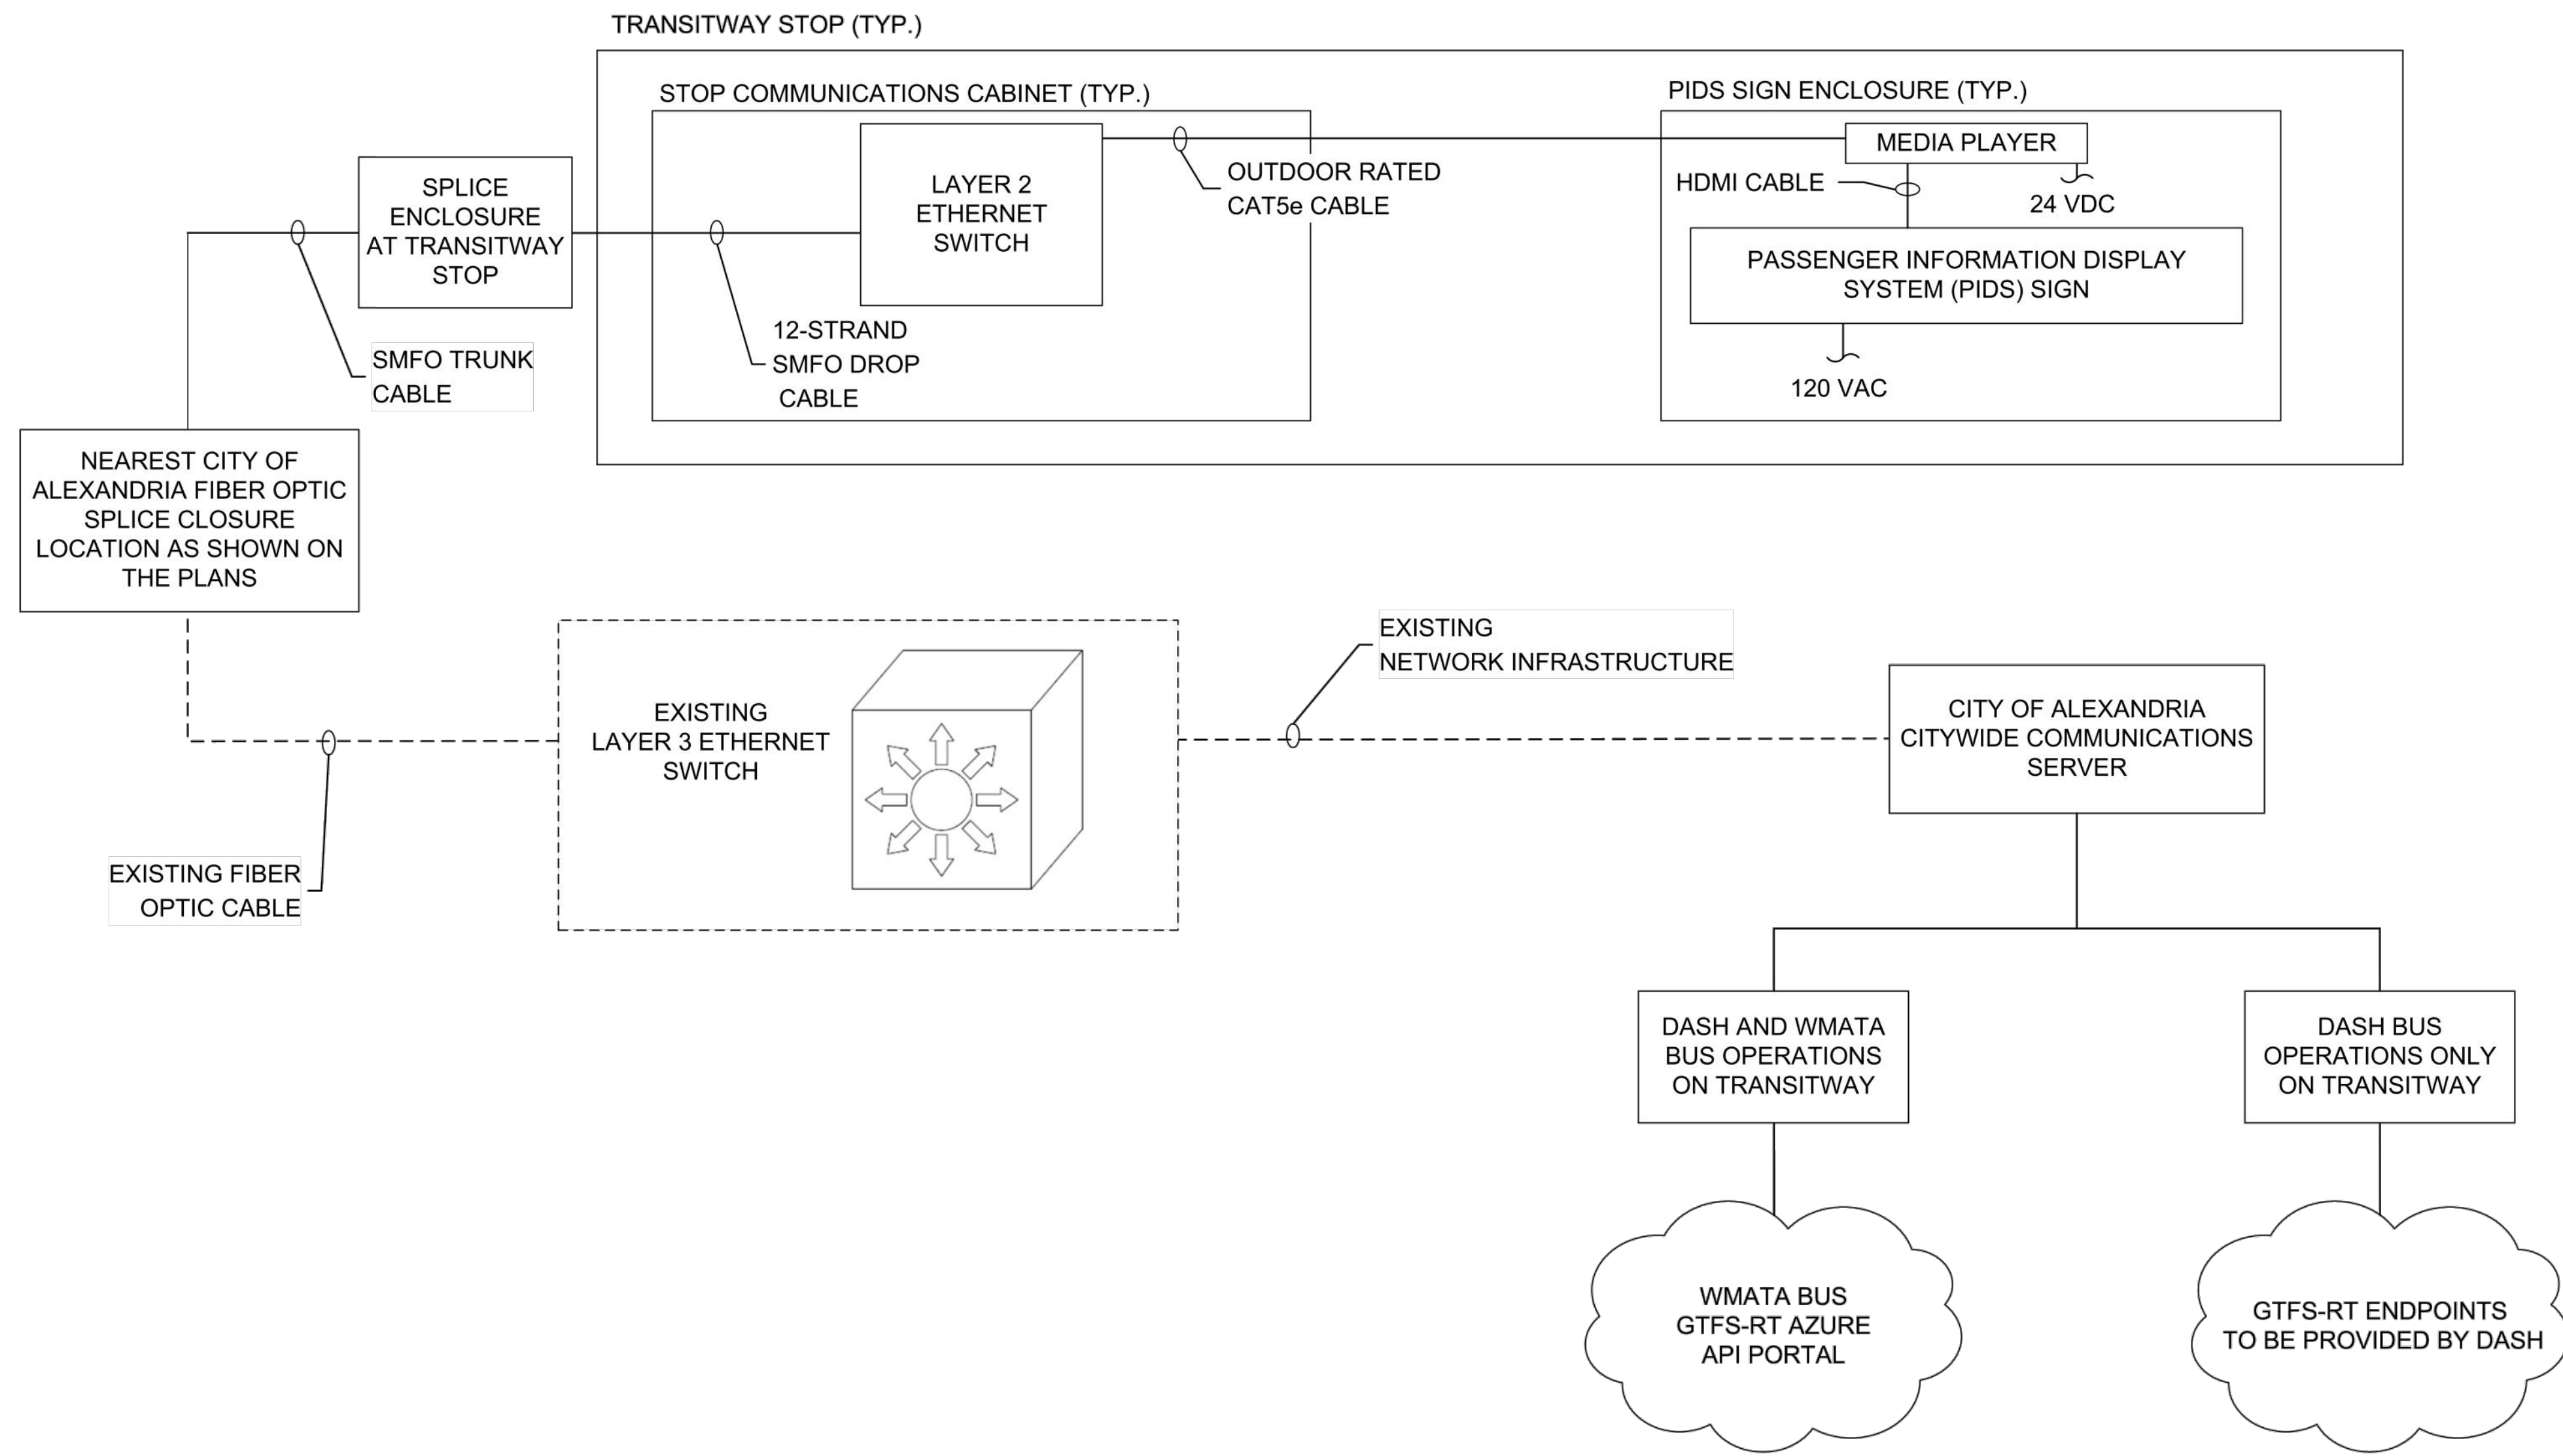 TRANSITWAY STOP (TYP.)
STOP COMMUNICATIONS CABINET (TYP.)
PIDS SIGN ENCLOSURE (TYP.)
SPLICE
ENCLOSURE
AT TRANSITWAY
STOP
LAYER 2
ETHERNET
SWITCH
OUTDOOR RATED
CAT5e CABLE
MEDIA PLAYER
HDMI CABLE
24 VDC
PASSENGER INFORMATION DISPLAY
SYSTEM (PIDS) SIGN
120 VAC
12-STRAND
SMFO DROP
CABLE
SMFO TRUNK
CABLE
NEAREST CITY OF
ALEXANDRIA FIBER OPTIC
SPLICE CLOSURE
LOCATION AS SHOWN ON
THE PLANS
EXISTING FIBER
OPTIC CABLE
EXISTING
LAYER 3 ETHERNET
SWITCH
EXISTING
NETWORK INFRASTRUCTURE
CITY OF ALEXANDRIA
CITYWIDE COMMUNICATIONS
SERVER
DASH AND WMATA
BUS OPERATIONS
ON TRANSITWAY
DASH BUS
OPERATIONS ONLY
ON TRANSITWAY
WMATA BUS
GTFS-RT AZURE
API PORTAL
GTFS-RT ENDPOINTS
TO BE PROVIDED BY DASH